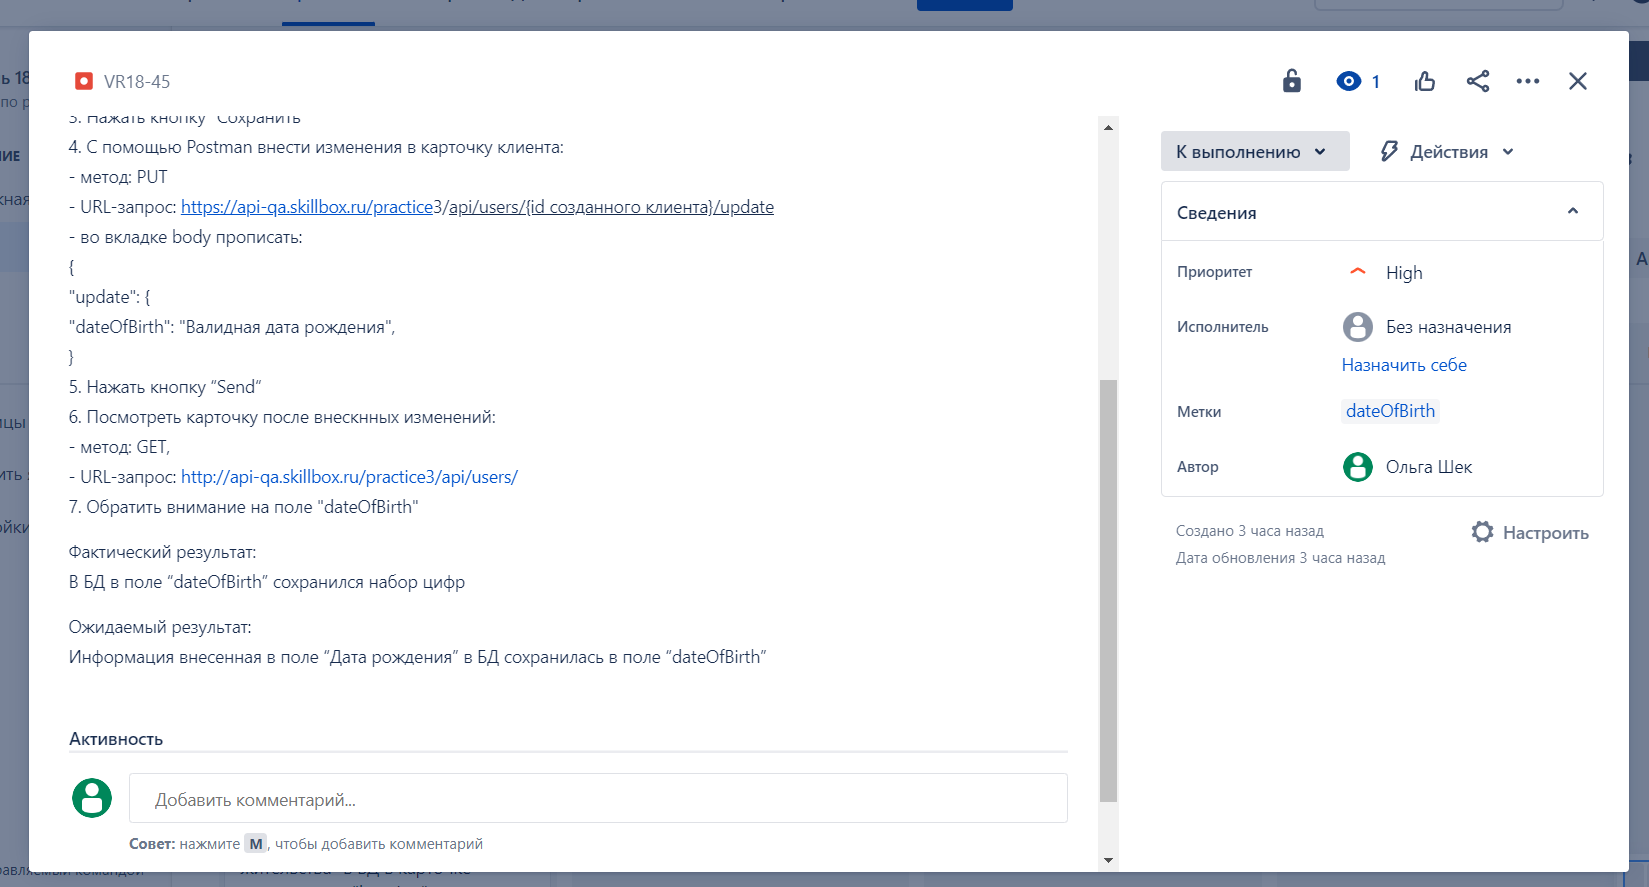 VR18-45
1
3. Нажать кнопку "Сохранить"
4. С помощью Postman внести изменения в карточку клиента:
- метод: PUT
- URL-запрос: https://api-qa.skillbox.ru/practice3/api/users/{id созданного клиента}/update
- во вкладке body прописать:
{
"update": {
"dateOfBirth": "Валидная дата рождения",
}
5. Нажать кнопку “Send“
6. Посмотреть карточку после внескнных изменений:
- метод: GET,
- URL-запрос: http://api-qa.skillbox.ru/practice3/api/users/
7. Обратить внимание на поле "dateOfBirth"
Фактический результат:
В БД в поле “dateOfBirth” сохранился набор цифр
Ожидаемый результат:
Информация внесенная в поле “Дата рождения” в БД сохранилась в поле “dateOfBirth”
Активность
Добавить комментарий...
Совет: нажмите M, чтобы добавить комментарий
К выполнению
Действия
Сведения
Приоритет
High
Исполнитель
Без назначения
Назначить себе
Метки
dateOfBirth
Автор
Ольга Шек
Создано 3 часа назад
Настроить
Дата обновления 3 часа назад